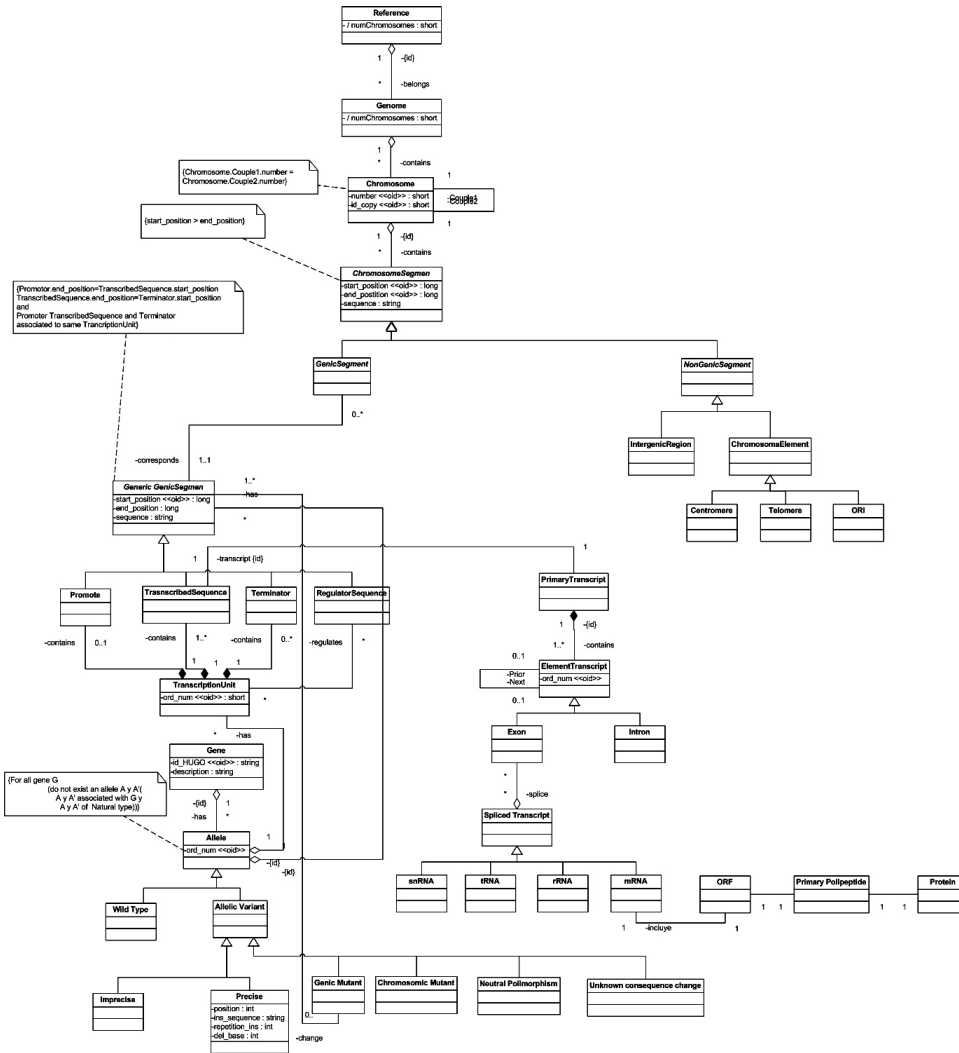 Reference
- / numChromosomes : short
1
-{id}
*
-belongs
Genome
- / numChromosomes : short
1
*
-contains
{Chromosome.Couple1.number =
Chromosome.Couple2.number}
Chromosome
-number <<oid>> : short
-id_copy <<oid>> : short
1
-Couple1
-Couple2
1
{start_position > end_position}
1
-{id}
*
-contains
ChromosomeSegmen
-start_position <<oid>> : long
-end_postition <<oid>> : long
-sequence : string
{Promotor.end_position=TranscribedSequence.start_position
TranscribedSequence.end_position=Terminator.start_position
and
Promoter TranscribedSequence and Terminator
associated to same TrancriptionUnit}
GenicSegment
NonGenicSegment
0..*
IntergenicRegion
ChromosomaElement
-corresponds
1..1
Generic GenicSegmen
-start_position <<oid>> : long
-end_position : long
-sequence : string
1..*
-has
*
Centromere
Telomere
ORI
1
-transcript {id}
1
Promote
TrasnscribedSequence
Terminator
RegulatorSequence
PrimaryTranscript
-contains
0..1
-contains
1..*
-contains
0..*
-regulates
*
1
-{id}
1..*
-contains
1
1
1
TranscriptionUnit
-ord_num <<oid>> : short
*
0..1
-Prior
-Next
0..1
ElementTranscript
-ord_num <<oid>>
*
-has
Exon
Intron
Gene
-id_HUGO <<oid>> : string
-description : string
{For all gene G
(do not exist an allele A y A'(
A y A' associated with G y
A y A' of Natural type))}
-{id}
1
-has
*
*
*
-splice
Spliced Transcript
Allele
-ord_num <<oid>>
1
-{id}
-{id}
snRNA
tRNA
rRNA
mRNA
ORF
Primary Polipeptide
Protein
1
1
1
1
1
-incluye
1
Wild Type
Allelic Variant
Genic Mutant
Chromosomic Mutant
Neutral Polimorphism
Unknown consequence change
Imprecise
Precise
-position : int
-ins_sequence : string
-repetition_ins : int
-del_base : int
0..
-change